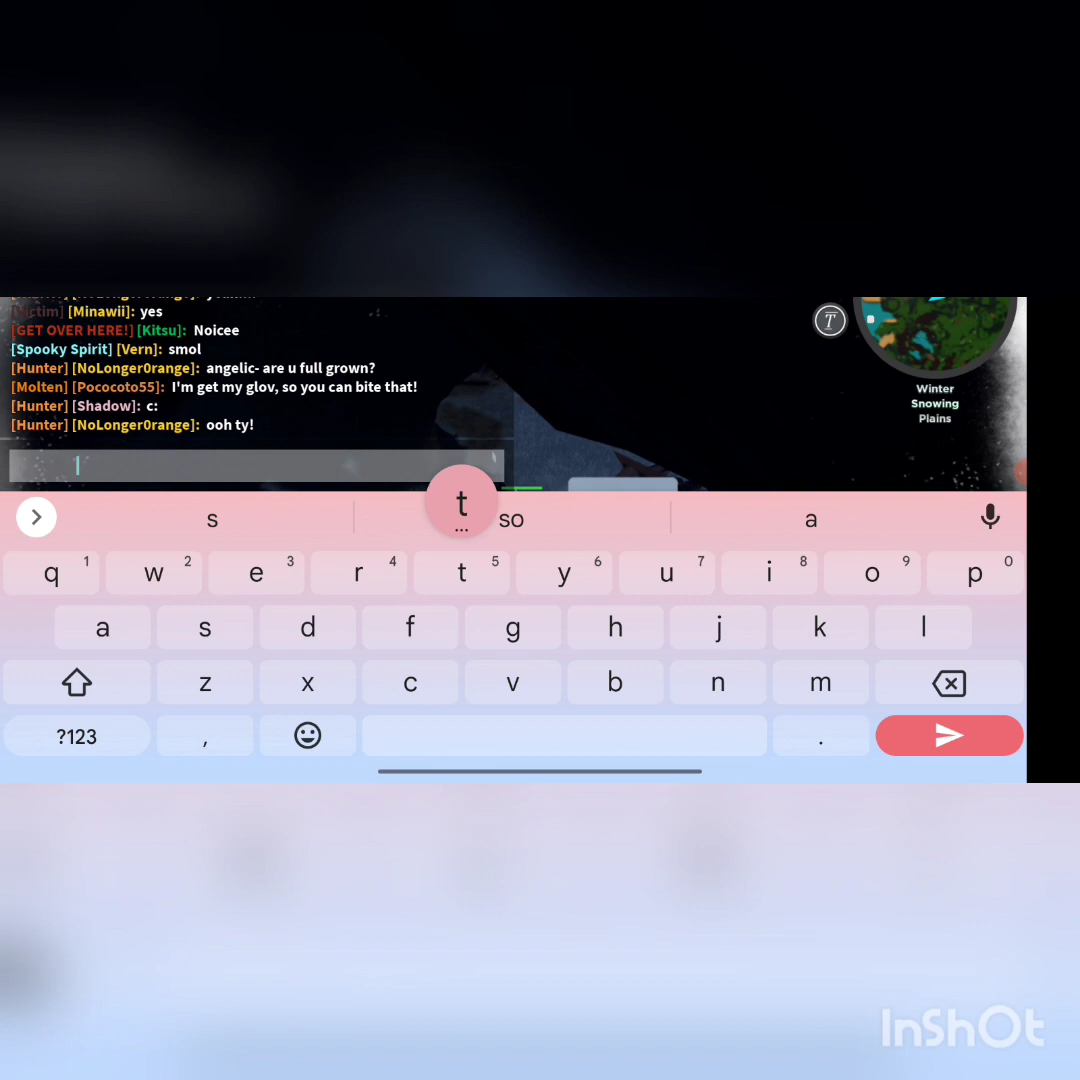 [Victim] [Minawii]: yes
[GET OVER HERE!] [Kitsu]: Noicee
[Spooky Spirit] [Vern]: smol
[Hunter] [NoLonger0range]: angelic- are u full grown?
[Molten] [Pococoto55]: I'm get my glov, so you can bite that!
[Hunter] [Shadow]: c:
[Hunter] [NoLonger0range]: ooh ty!
T
Winter
Snowing
Plains
t
...
s so a
q 1 w 2 e 3 r 4 t 5 y 6 u 7 i 8 o 9 p 0
a s d f g h j k l
z x c v b n m
?123 , .
InShOt